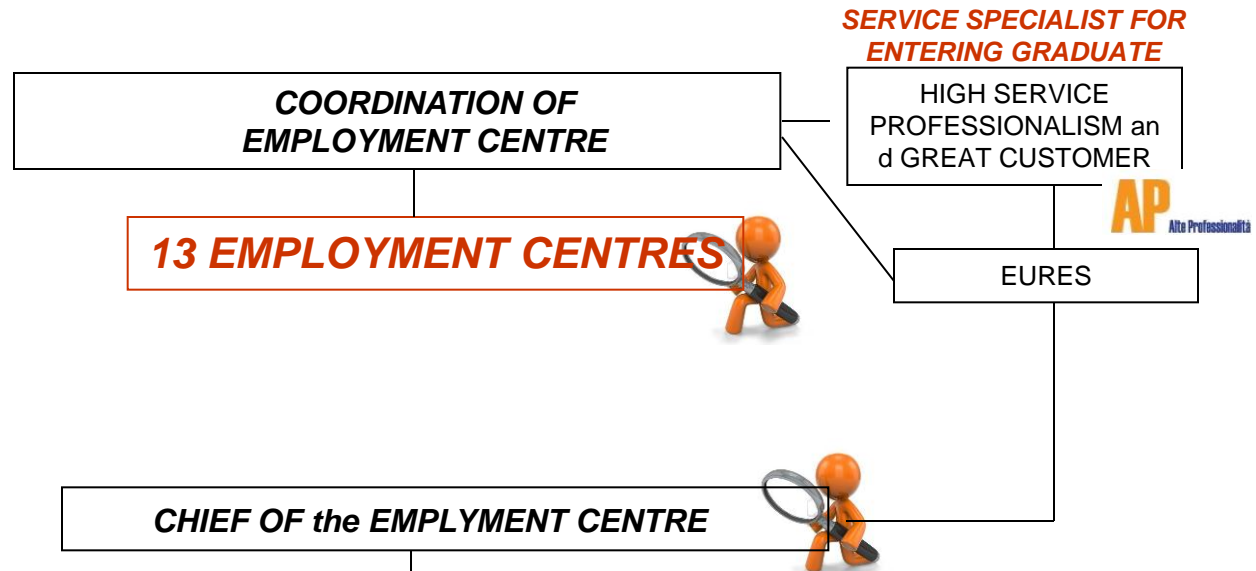 SERVICE SPECIALIST FOR
ENTERING GRADUATE
COORDINATION OF
EMPLOYMENT CENTRE
HIGH SERVICE
PROFESSIONALISM an
d GREAT CUSTOMER
AP
Alte Professionalità
13 EMPLOYMENT CENTRES
EURES
CHIEF OF the EMPLYMENT CENTRE